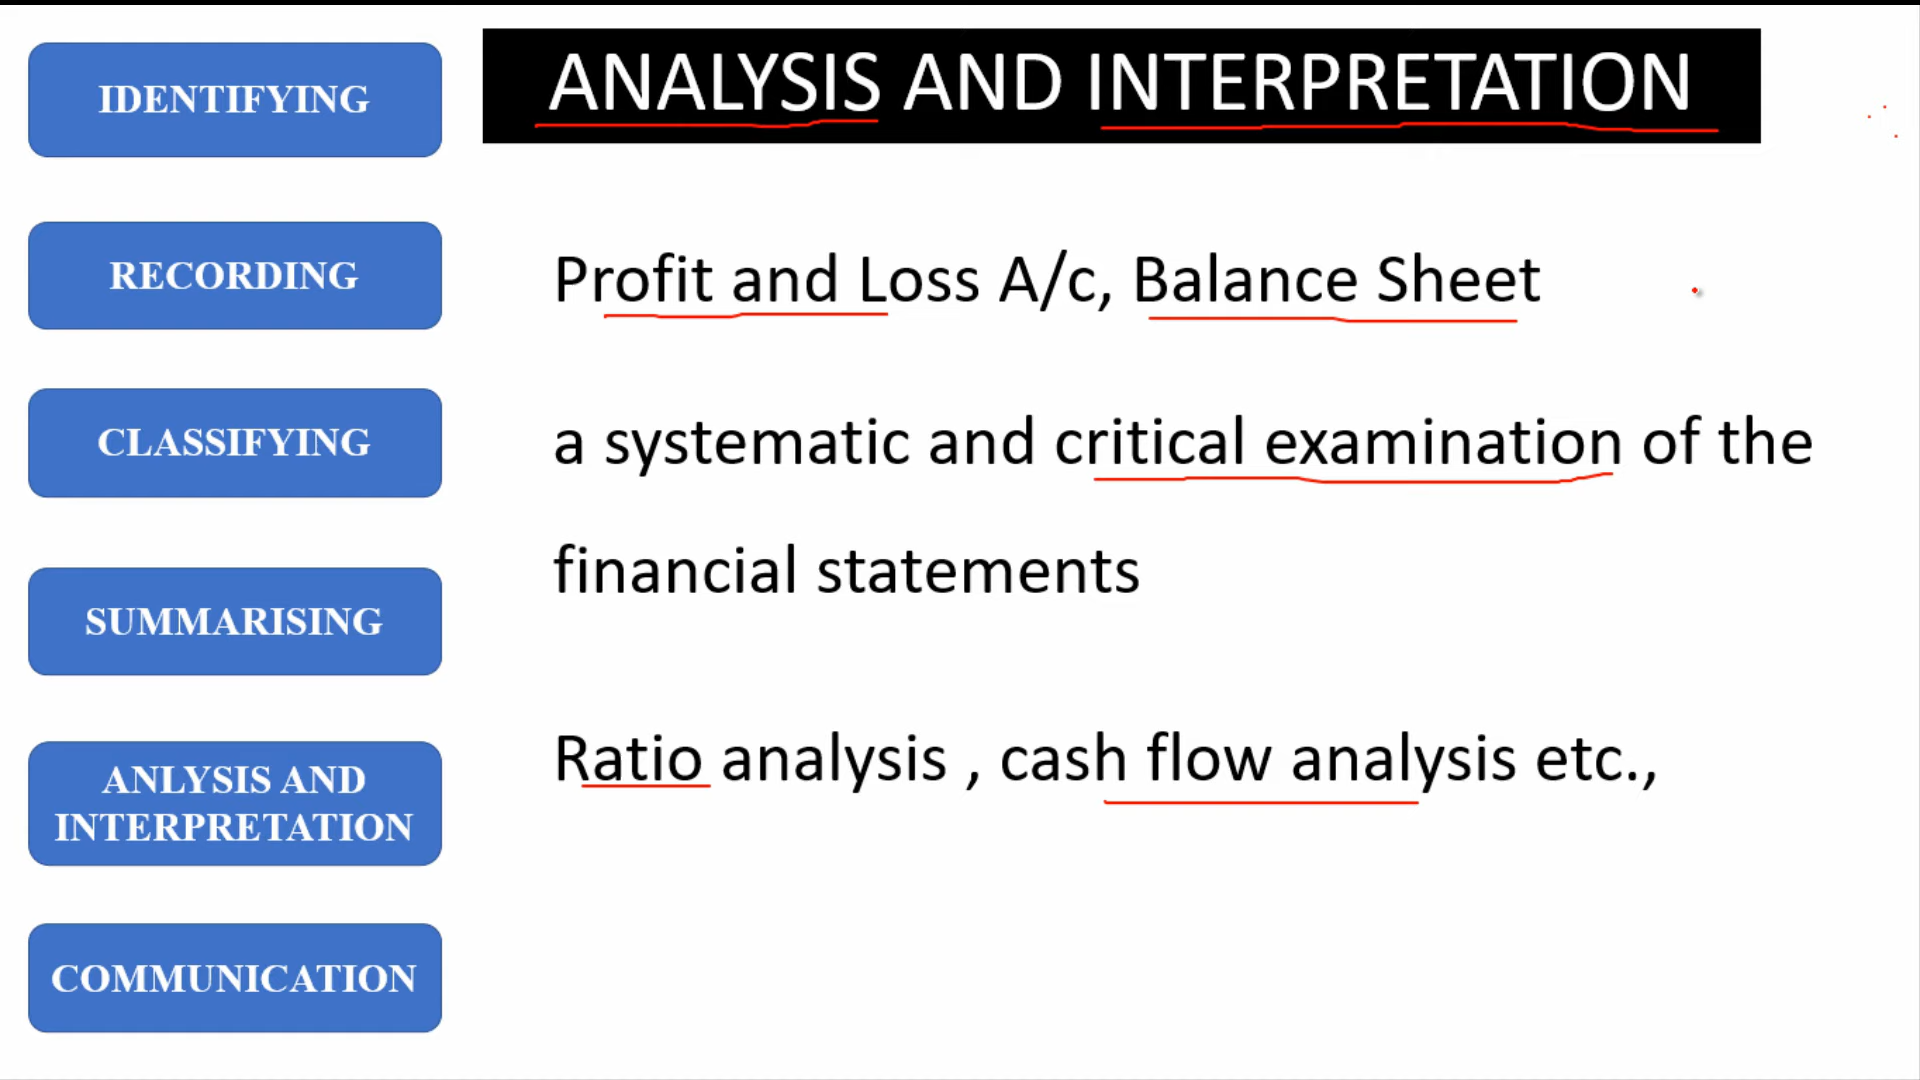 IDENTIFYING
RECORDING
CLASSIFYING
SUMMARISING
ANLYSIS AND
INTERPRETATION
COMMUNICATION
ANALYSIS AND INTERPRETATION
Profit and Loss A/c, Balance Sheet
a systematic and critical examination of the
financial statements
Ratio analysis , cash flow analysis etc.,